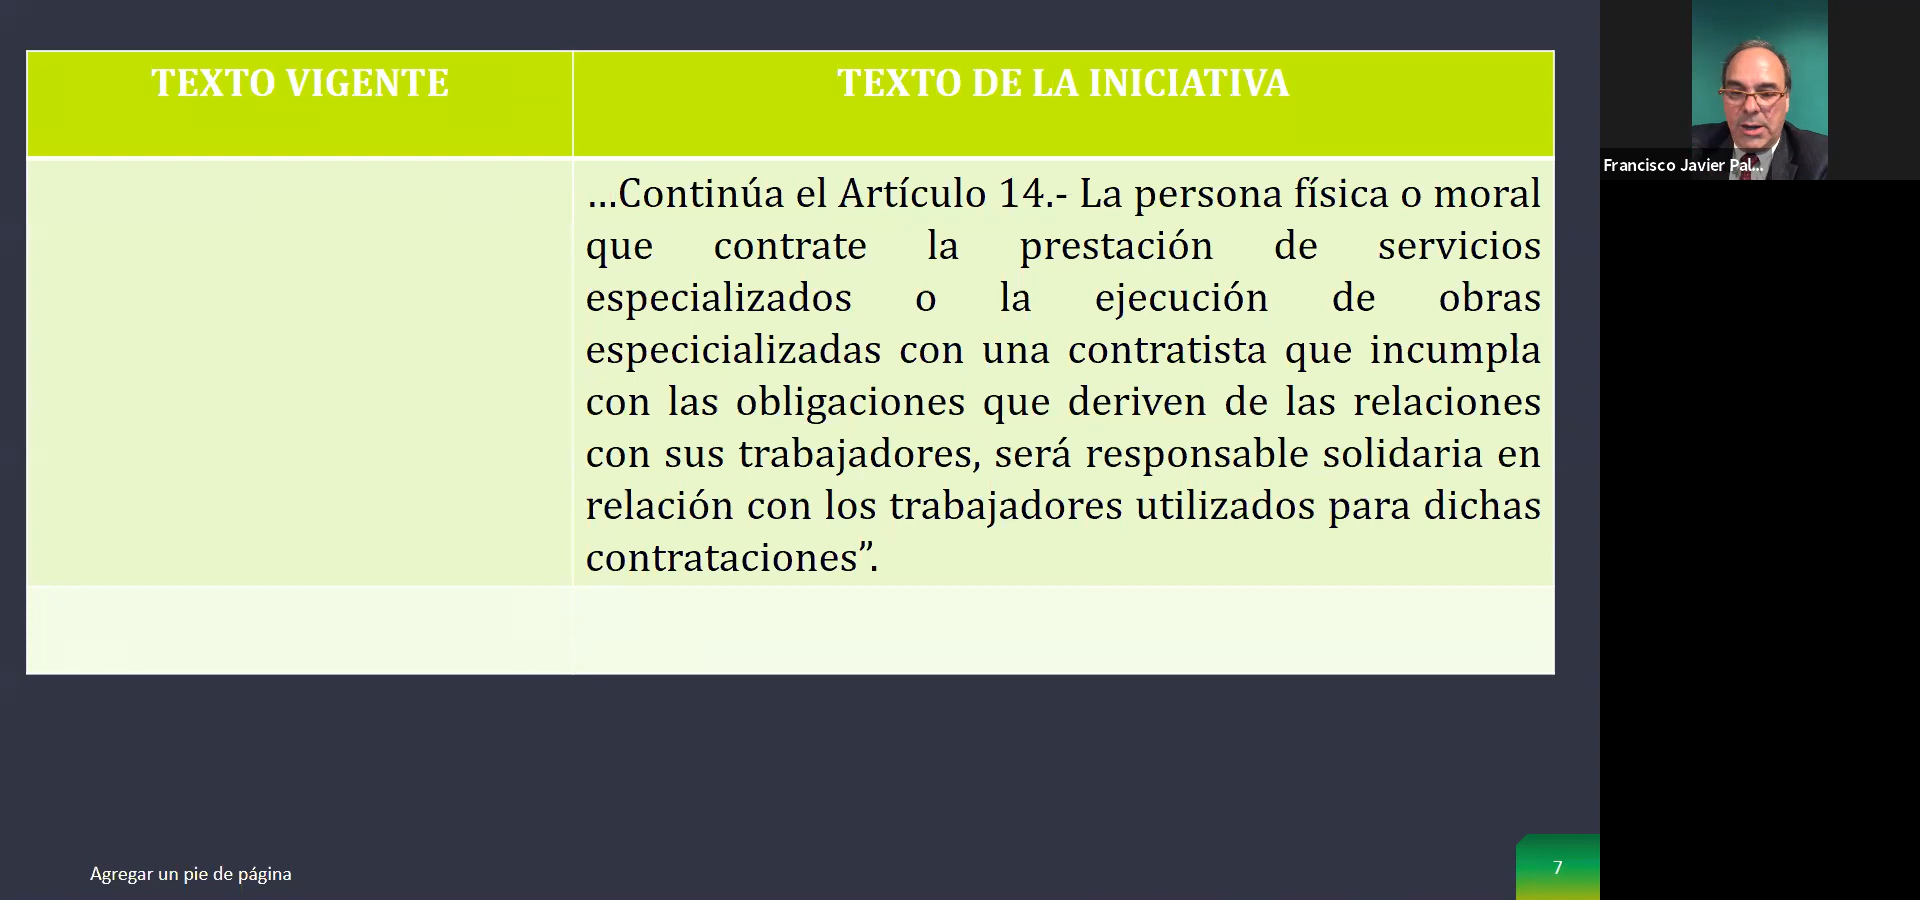 TEXTO VIGENTE
TEXTO DE LA INICIATIVA
...Continúa el Artículo 14.- La persona física o moral
que contrate la prestación de servicios
especializados o la ejecución de obras
especicializadas con una contratista que incumpla
con las obligaciones que deriven de las relaciones
con sus trabajadores, será responsable solidaria en
relación con los trabajadores utilizados para dichas
contrataciones”.
Francisco Javier Pal...
Agregar un pie de página
7